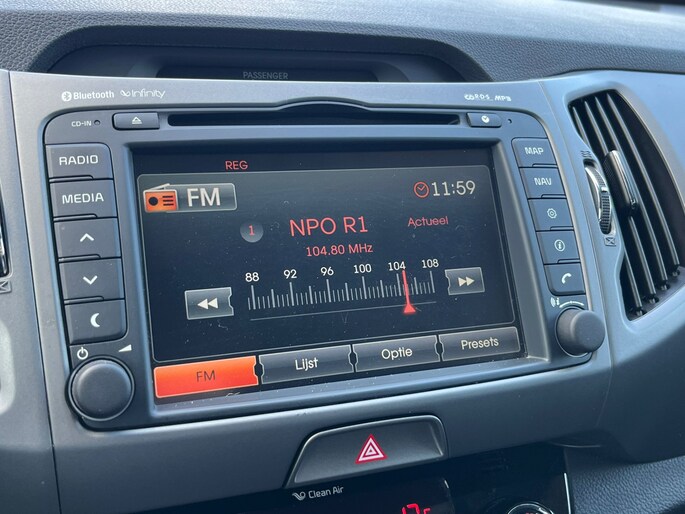 PASSENGER
Bluetooth infinity
CD-IN
RADIO
MEDIA
MAP
NAV
REG
FM
11:59
1
NPO R1
Actueel
104.80 MHz
88 92 96 100 104 108
FM
Lijst
Optie
Presets
Clean Air